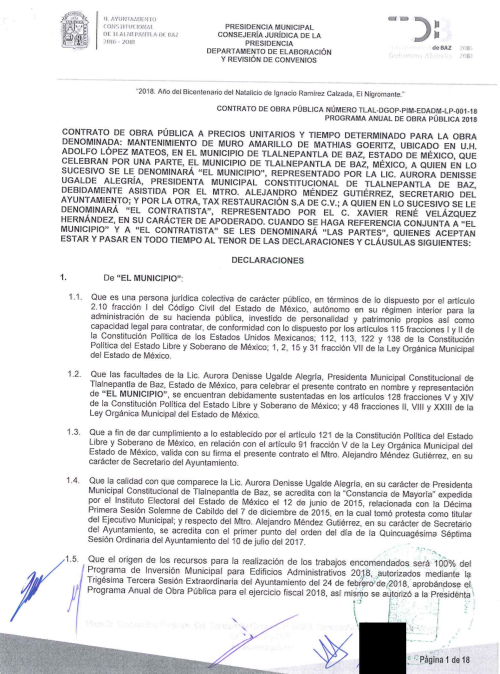 H. AYUNTAMIENTO
CONSTITUCIONAL
DE TLALNEPANTLA DE BAZ
2016 - 2018
PRESIDENCIA MUNICIPAL
CONSEJERÍA JURÍDICA DE LA
PRESIDENCIA
DEPARTAMENTO DE ELABORACIÓN
Y REVISIÓN DE CONVENIOS
de BAZ
"2018. Año del Bicentenario del Natalicio de Ignacio Ramírez Calzada, El Nigromante."
CONTRATO DE OBRA PÚBLICA NÚMERO TLAL-DGOP-PIM-EDADM-LP-001-18
PROGRAMA ANUAL DE OBRA PÚBLICA 2018
CONTRATO DE OBRA PÚBLICA A PRECIOS UNITARIOS Y TIEMPO DETERMINADO PARA LA OBRA
DENOMINADA: MANTENIMIENTO DE MURO AMARILLO DE MATHIAS GOERITZ, UBICADO EN U.H.
ADOLFO LÓPEZ MATEOS, EN EL MUNICIPIO DE TLALNEPANTLA DE BAZ, ESTADO DE MÉXICO, QUE
CELEBRAN POR UNA PARTE, EL MUNICIPIO DE TLALNEPANTLA DE BAZ, MÉXICO, A QUIEN EN LO
SUCESIVO SE LE DENOMINARÁ "EL MUNICIPIO", REPRESENTADO POR LA LIC. AURORA DENISSE
UGALDE ALEGRÍA, PRESIDENTA MUNICIPAL CONSTITUCIONAL DE TLALNEPANTLA DE BAZ,
DEBIDAMENTE ASISTIDA POR EL MTRO. ALEJANDRO MÉNDEZ GUTIÉRREZ, SECRETARIO DEL
AYUNTAMIENTO; Y POR LA OTRA, TAX RESTAURACIÓN S.A DE C.V.; A QUIEN EN LO SUCESIVO SE LE
DENOMINARÁ "EL CONTRATISTA", REPRESENTADO POR EL C. XAVIER RENÉ VELÁZQUEZ
HERNÁNDEZ, EN SU CARÁCTER DE APODERADO. CUANDO SE HAGA REFERENCIA CONJUNTA A "EL
MUNICIPIO" Y A "EL CONTRATISTA" SE LES DENOMINARÁ "LAS PARTES", QUIENES ACEPTAN
ESTAR Y PASAR EN TODO TIEMPO AL TENOR DE LAS DECLARACIONES Y CLÁUSULAS SIGUIENTES:
DECLARACIONES
1. De "EL MUNICIPIO":
1.1. Que es una persona jurídica colectiva de carácter público, en términos de lo dispuesto por el artículo
2.10 fracción I del Código Civil del Estado de México, autónomo en su régimen interior para la
administración de su hacienda pública, investido de personalidad y patrimonio propios así como
capacidad legal para contratar, de conformidad con lo dispuesto por los artículos 115 fracciones I y II de
la Constitución Política de los Estados Unidos Mexicanos; 112, 113, 122 y 138 de la Constitución
Política del Estado Libre y Soberano de México; 1, 2, 15 y 31 fracción VII de la Ley Orgánica Municipal
del Estado de México.
1.2. Que las facultades de la Lic. Aurora Denisse Ugalde Alegría, Presidenta Municipal Constitucional de
Tlalnepantla de Baz, Estado de México, para celebrar el presente contrato en nombre y representación
de "EL MUNICIPIO", se encuentran debidamente sustentadas en los artículos 128 fracciones V y XIV
de la Constitución Política del Estado Libre y Soberano de México; y 48 fracciones II, VIII y XXIII de la
Ley Orgánica Municipal del Estado de México.
1.3. Que a fin de dar cumplimiento a lo establecido por el artículo 121 de la Constitución Política del Estado
Libre y Soberano de México, en relación con el artículo 91 fracción V de la Ley Orgánica Municipal del
Estado de México, valida con su firma el presente contrato el Mtro. Alejandro Méndez Gutiérrez, en su
carácter de Secretario del Ayuntamiento.
1.4. Que la calidad con que comparece la Lic. Aurora Denisse Ugalde Alegría, en su carácter de Presidenta
Municipal Constitucional de Tlalnepantla de Baz, se acredita con la "Constancia de Mayoría" expedida
por el Instituto Electoral del Estado de México el 12 de junio de 2015, relacionada con la Décima
Primera Sesión Solemne de Cabildo del 7 de diciembre de 2015, en la cual tomó protesta como titular
del Ejecutivo Municipal; y respecto del Mtro. Alejandro Méndez Gutiérrez, en su carácter de Secretario
del Ayuntamiento, se acredita con el primer punto del orden del día de la Quincuagésima Séptima
Sesión Ordinaria del Ayuntamiento del 10 de julio del 2017.
1.5. Que el origen de los recursos para la realización de los trabajos encomendados será 100% del
Programa de Inversión Municipal para Edificios Administrativos 2018, autorizados mediante la
Trigésima Tercera Sesión Extraordinaria del Ayuntamiento del 24 de febrero de 2018, aprobándose el
Programa Anual de Obra Pública para el ejercicio fiscal 2018, así mismo se autorizó a la Presidenta
Página 1 de 18